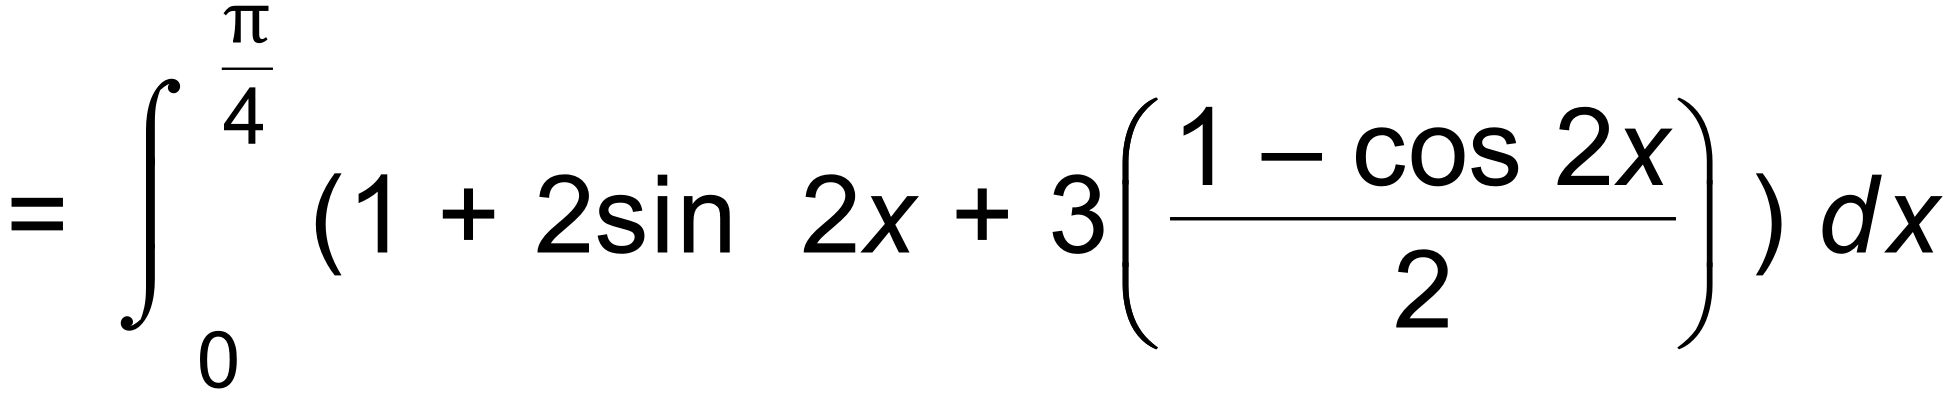 = ∫₀^(π/4) (1 + 2sin 2x + 3((1 – cos 2x)/2)) dx